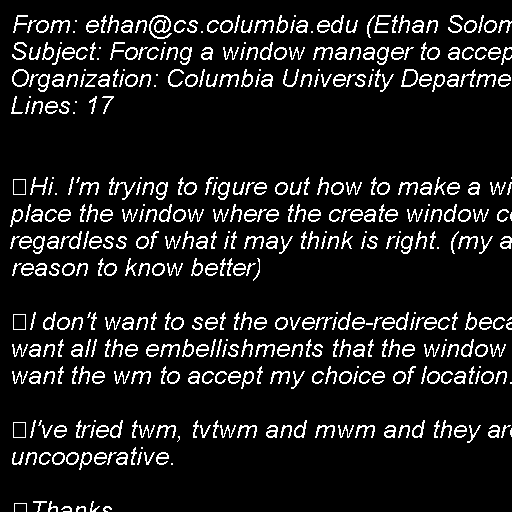 From: ethan@cs.columbia.edu (Ethan Solom
Subject: Forcing a window manager to accep
Organization: Columbia University Departme
Lines: 17
Hi. I'm trying to figure out how to make a wi
place the window where the create window c
regardless of what it may think is right. (my a
reason to know better)
I don't want to set the override-redirect beca
want all the embellishments that the window
want the wm to accept my choice of location.
I've tried twm, tvtwm and mwm and they are
uncooperative.
Thanks